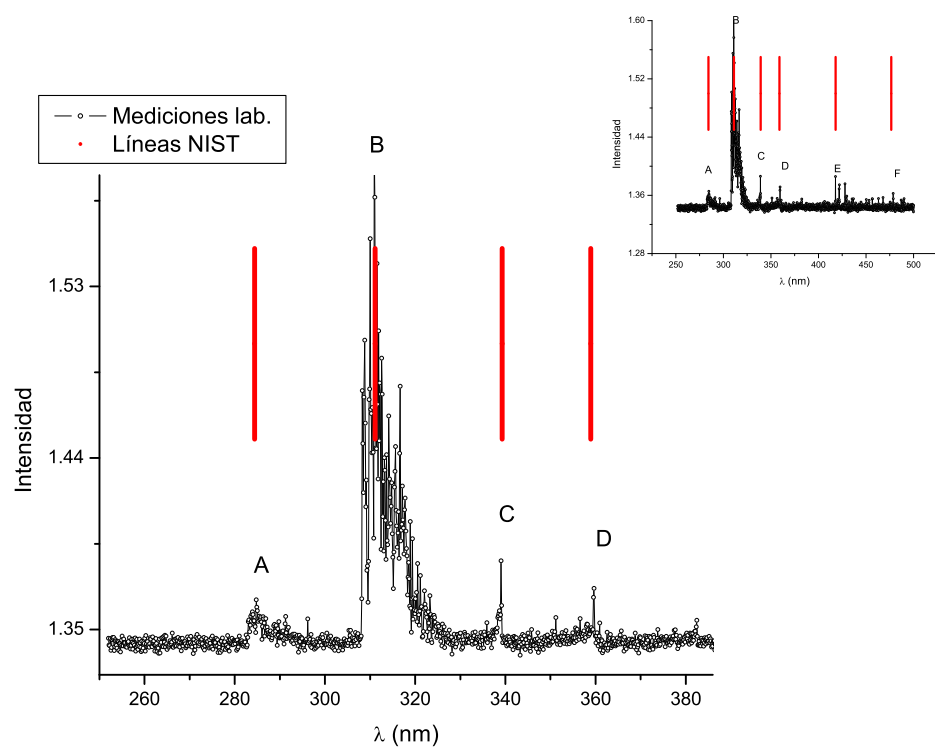 1.60
1.52
1.44
1.36
1.28
Intensidad
B
A
C
D
E
F
250 300 350 400 450 500
λ (nm)
Mediciones lab.
Líneas NIST
B
1.53
1.44
1.35
Intensidad
A
C
D
260 280 300 320 340 360 380
λ (nm)